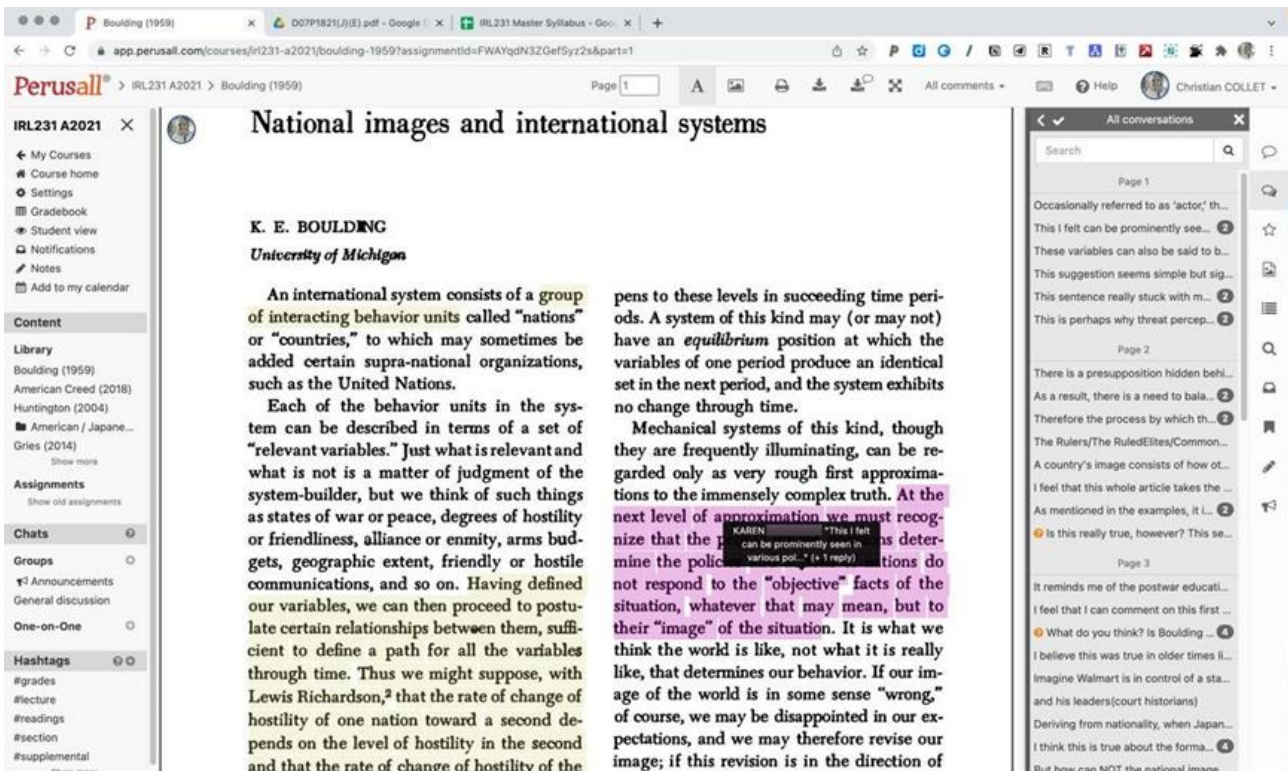 Boulding (1959)
D07P1821(J)(E).pdf - Google D
IRL231 Master Syllabus - Goo
app.perusall.com/courses/irl231-a2021/boulding-1959?assignmentId=FWAYqdN3ZGefSyz2s&part=1
Perusall® > IRL231 A2021 > Boulding (1959)
Page 1
A
All comments
Help
Christian COLLET
IRL231 A2021
My Courses
Course home
Settings
Gradebook
Student view
Notifications
Notes
Add to my calendar
Content
Library
Boulding (1959)
American Creed (2018)
Huntington (2004)
American / Japane...
Gries (2014)
Show more
Assignments
Show old assignments
Chats
Groups
Announcements
General discussion
One-on-One
Hashtags
#grades
#lecture
#readings
#section
#supplemental
National images and international systems
K. E. BOULDING
University of Michigan
An international system consists of a group
of interacting behavior units called "nations"
or "countries," to which may sometimes be
added certain supra-national organizations,
such as the United Nations.
Each of the behavior units in the sys-
tem can be described in terms of a set of
"relevant variables." Just what is relevant and
what is not is a matter of judgment of the
system-builder, but we think of such things
as states of war or peace, degrees of hostility
or friendliness, alliance or enmity, arms bud-
gets, geographic extent, friendly or hostile
communications, and so on. Having defined
our variables, we can then proceed to postu-
late certain relationships between them, suffi-
cient to define a path for all the variables
through time. Thus we might suppose, with
Lewis Richardson,² that the rate of change of
hostility of one nation toward a second de-
pends on the level of hostility in the second
and that the rate of change of hostility of the
pens to these levels in succeeding time peri-
ods. A system of this kind may (or may not)
have an equilibrium position at which the
variables of one period produce an identical
set in the next period, and the system exhibits
no change through time.
Mechanical systems of this kind, though
they are frequently illuminating, can be re-
garded only as very rough first approxima-
tions to the immensely complex truth. At the
next level of approximation we must recog-
nize that the p
ns deter-
mine the polic
tions do
not respond to the "objective" facts of the
situation, whatever that may mean, but to
their "image" of the situation. It is what we
think the world is like, not what it is really
like, that determines our behavior. If our im-
age of the world is in some sense "wrong,"
of course, we may be disappointed in our ex-
pectations, and we may therefore revise our
image; if this revision is in the direction of
KAREN "This I felt
can be prominently seen in
various pol..." (+ 1 reply)
All conversations
Search
Page 1
Occasionally referred to as 'actor,' th...
This I felt can be prominently see... 2
These variables can also be said to b...
This suggestion seems simple but sig...
This sentence really stuck with m... 2
This is perhaps why threat percep... 2
Page 2
There is a presupposition hidden behi...
As a result, there is a need to bala... 2
Therefore the process by which th... 2
The Rulers/The RuledElites/Common...
A country's image consists of how ot...
I feel that this whole article takes the ...
As mentioned in the examples, it i... 2
Is this really true, however? This se...
Page 3
It reminds me of the postwar educati...
I feel that I can comment on this first ...
What do you think? Is Boulding ... 4
I believe this was true in older times li...
Imagine Walmart is in control of a sta...
and his leaders(court historians)
Deriving from nationality, when Japan...
I think this is true about the forma... 4
But how can NOT the national image